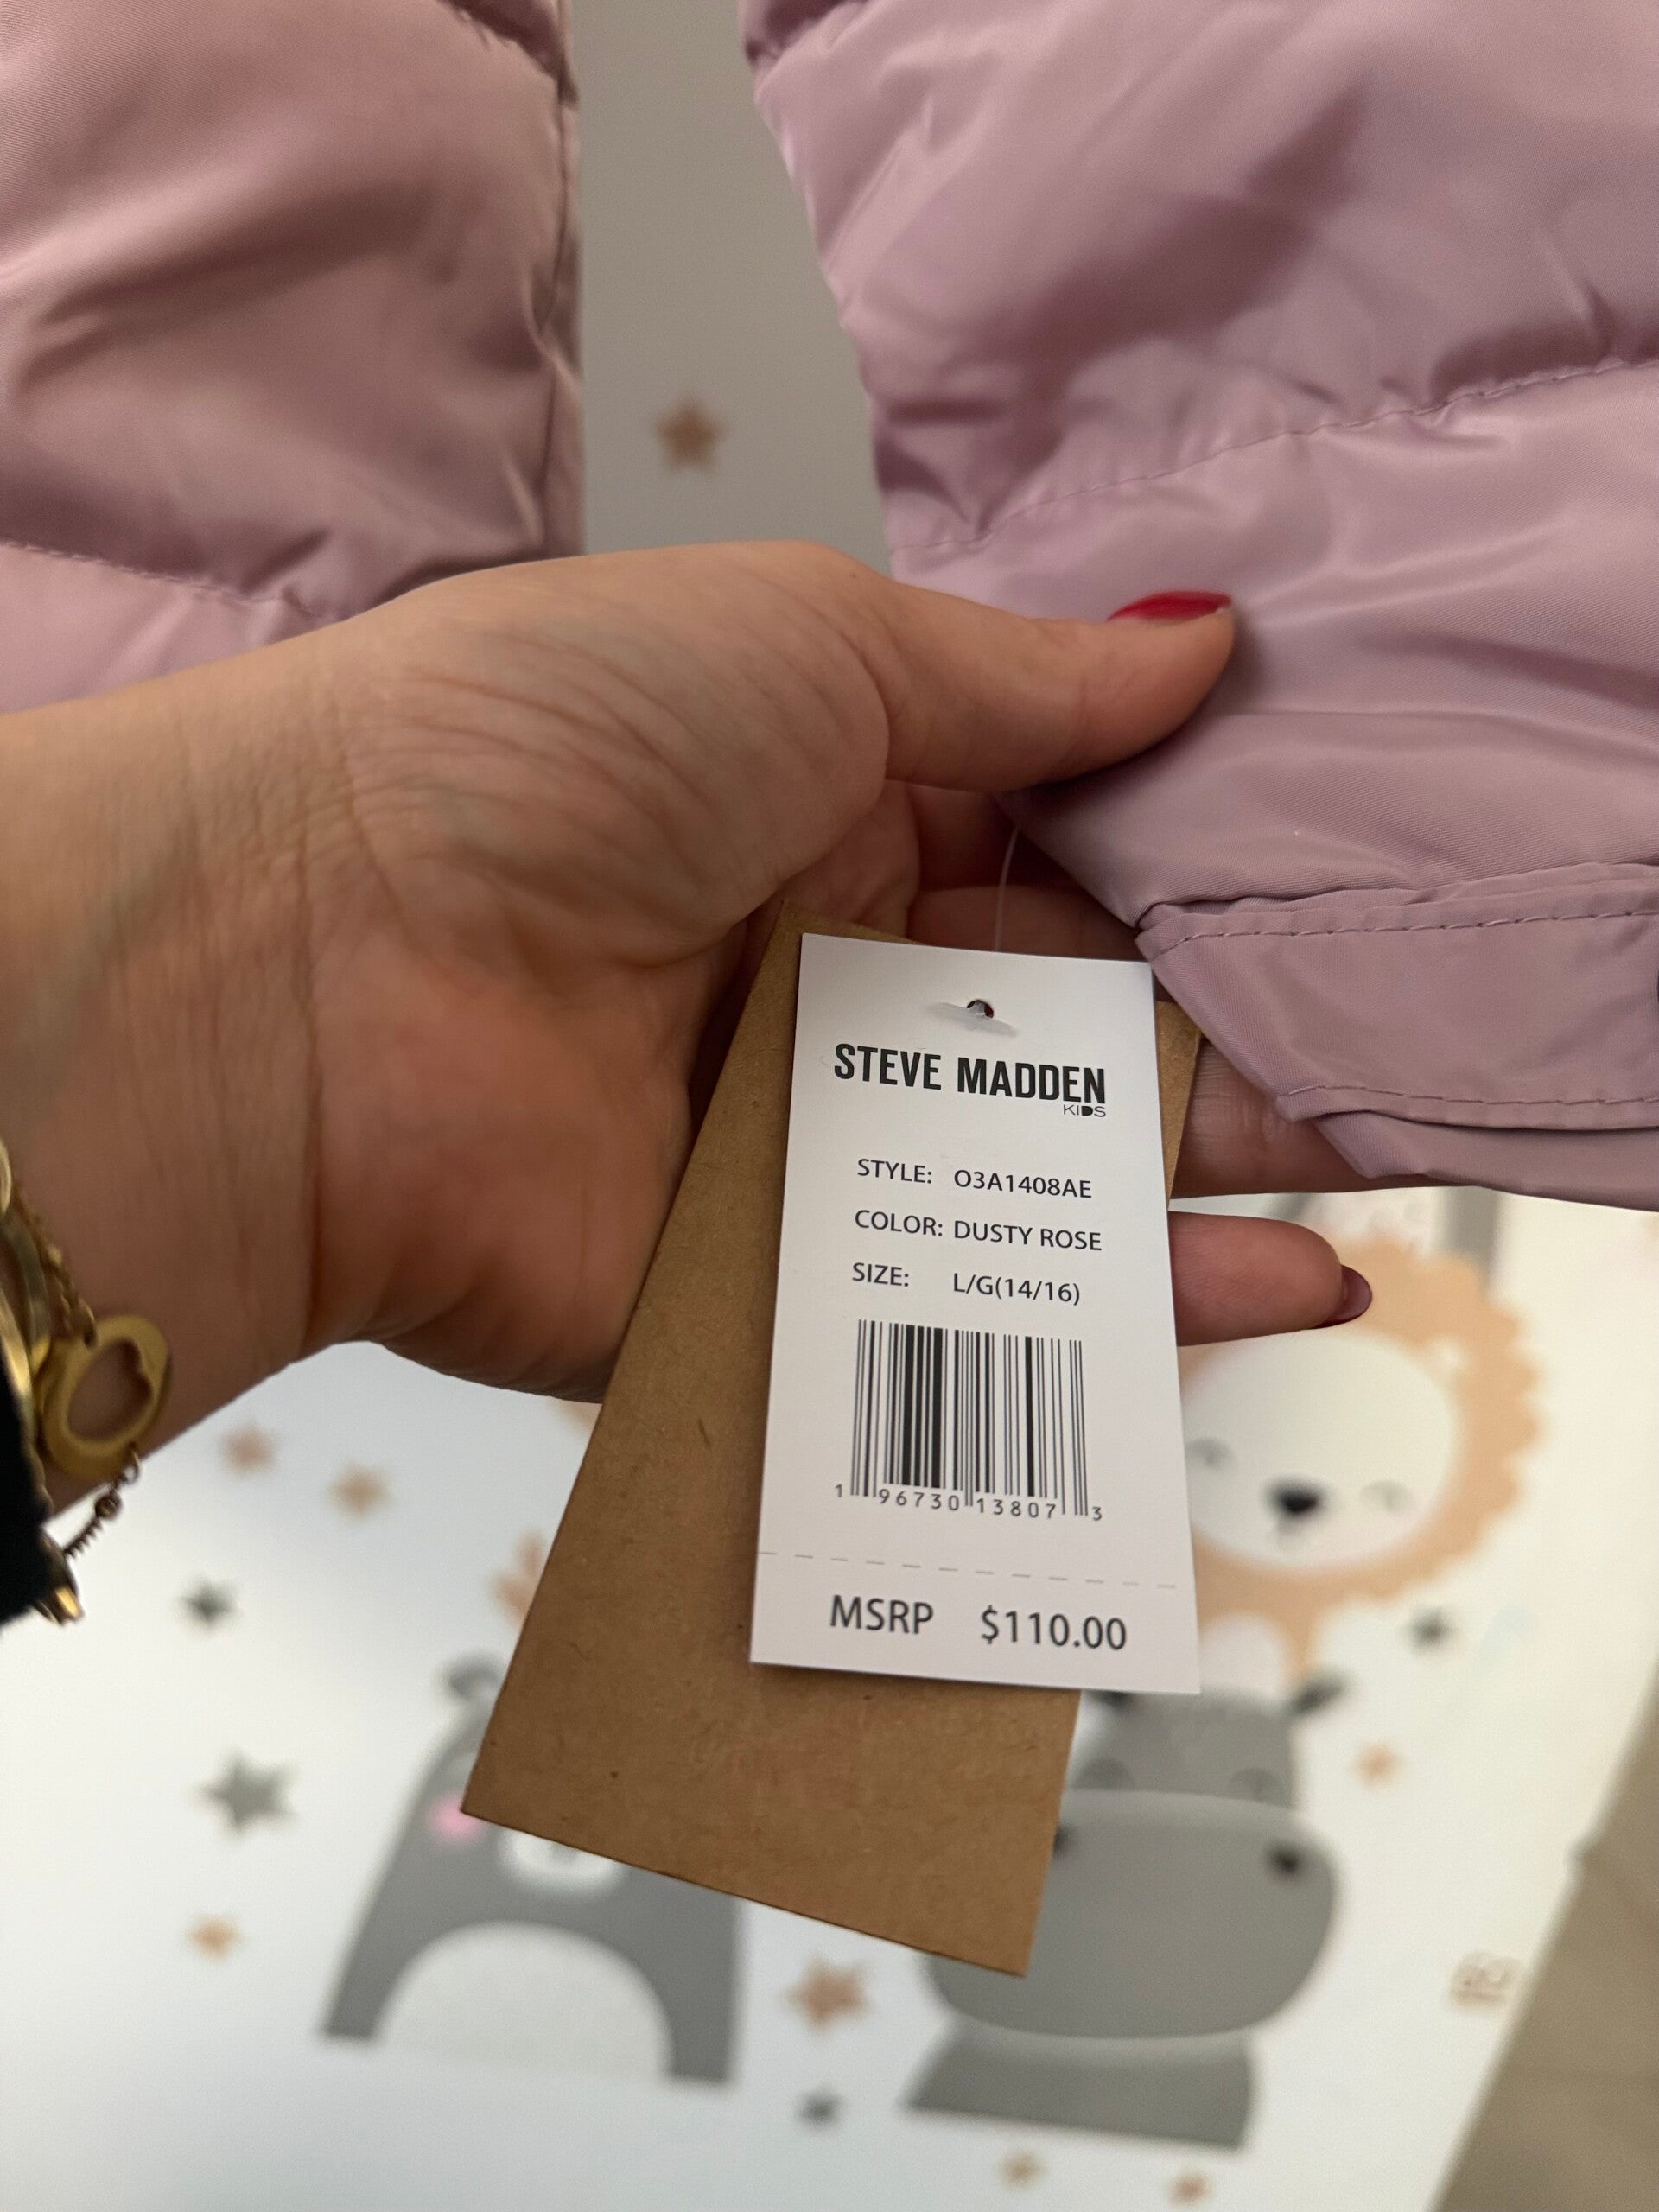 STEVE MADDEN
KIDS
STYLE: O3A1408AE
COLOR: DUSTY ROSE
SIZE: L/G(14/16)
1 96730 13807 3
MSRP $110.00